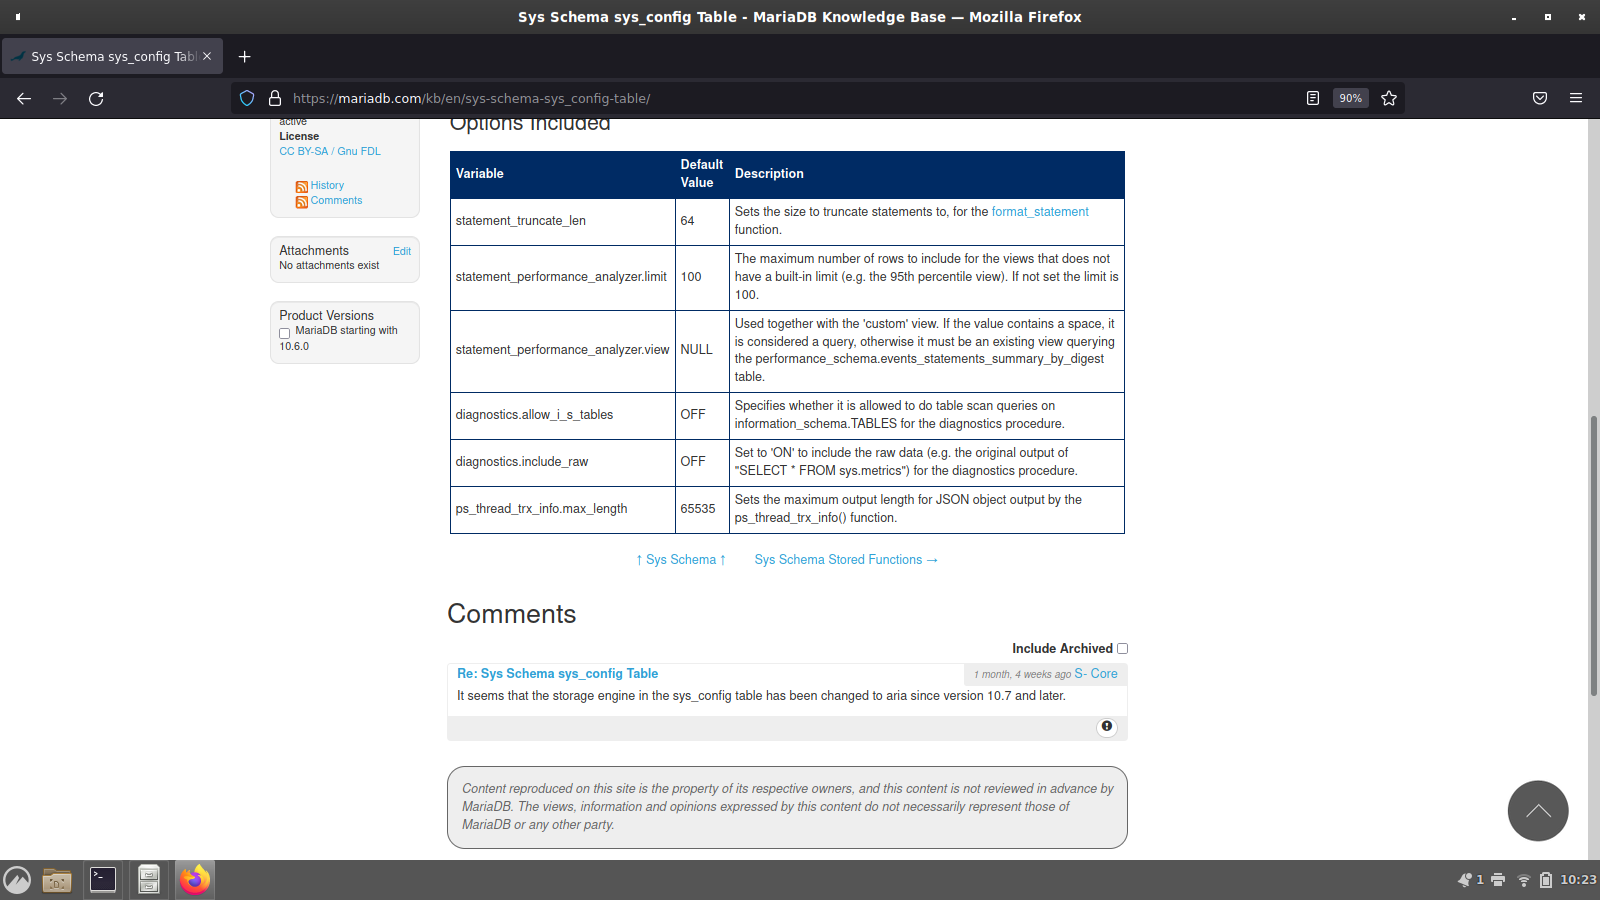 Sys Schema sys_config Table - MariaDB Knowledge Base — Mozilla Firefox
Sys Schema sys_config Tabl
https://mariadb.com/kb/en/sys-schema-sys_config-table/
90%
active
License
CC BY-SA / Gnu FDL
History
Comments
Attachments Edit
No attachments exist
Product Versions
MariaDB starting with
10.6.0
Options Included
Variable
Default
Value
Description
statement_truncate_len
64
Sets the size to truncate statements to, for the format_statement
function.
statement_performance_analyzer.limit
100
The maximum number of rows to include for the views that does not
have a built-in limit (e.g. the 95th percentile view). If not set the limit is
100.
statement_performance_analyzer.view
NULL
Used together with the 'custom' view. If the value contains a space, it
is considered a query, otherwise it must be an existing view querying
the performance_schema.events_statements_summary_by_digest
table.
diagnostics.allow_i_s_tables
OFF
Specifies whether it is allowed to do table scan queries on
information_schema.TABLES for the diagnostics procedure.
diagnostics.include_raw
OFF
Set to 'ON' to include the raw data (e.g. the original output of
"SELECT * FROM sys.metrics") for the diagnostics procedure.
ps_thread_trx_info.max_length
65535
Sets the maximum output length for JSON object output by the
ps_thread_trx_info() function.
↑ Sys Schema ↑ Sys Schema Stored Functions →
Comments
Include Archived
Re: Sys Schema sys_config Table
1 month, 4 weeks ago S- Core
It seems that the storage engine in the sys_config table has been changed to aria since version 10.7 and later.
Content reproduced on this site is the property of its respective owners, and this content is not reviewed in advance by
MariaDB. The views, information and opinions expressed by this content do not necessarily represent those of
MariaDB or any other party.
1
10:23